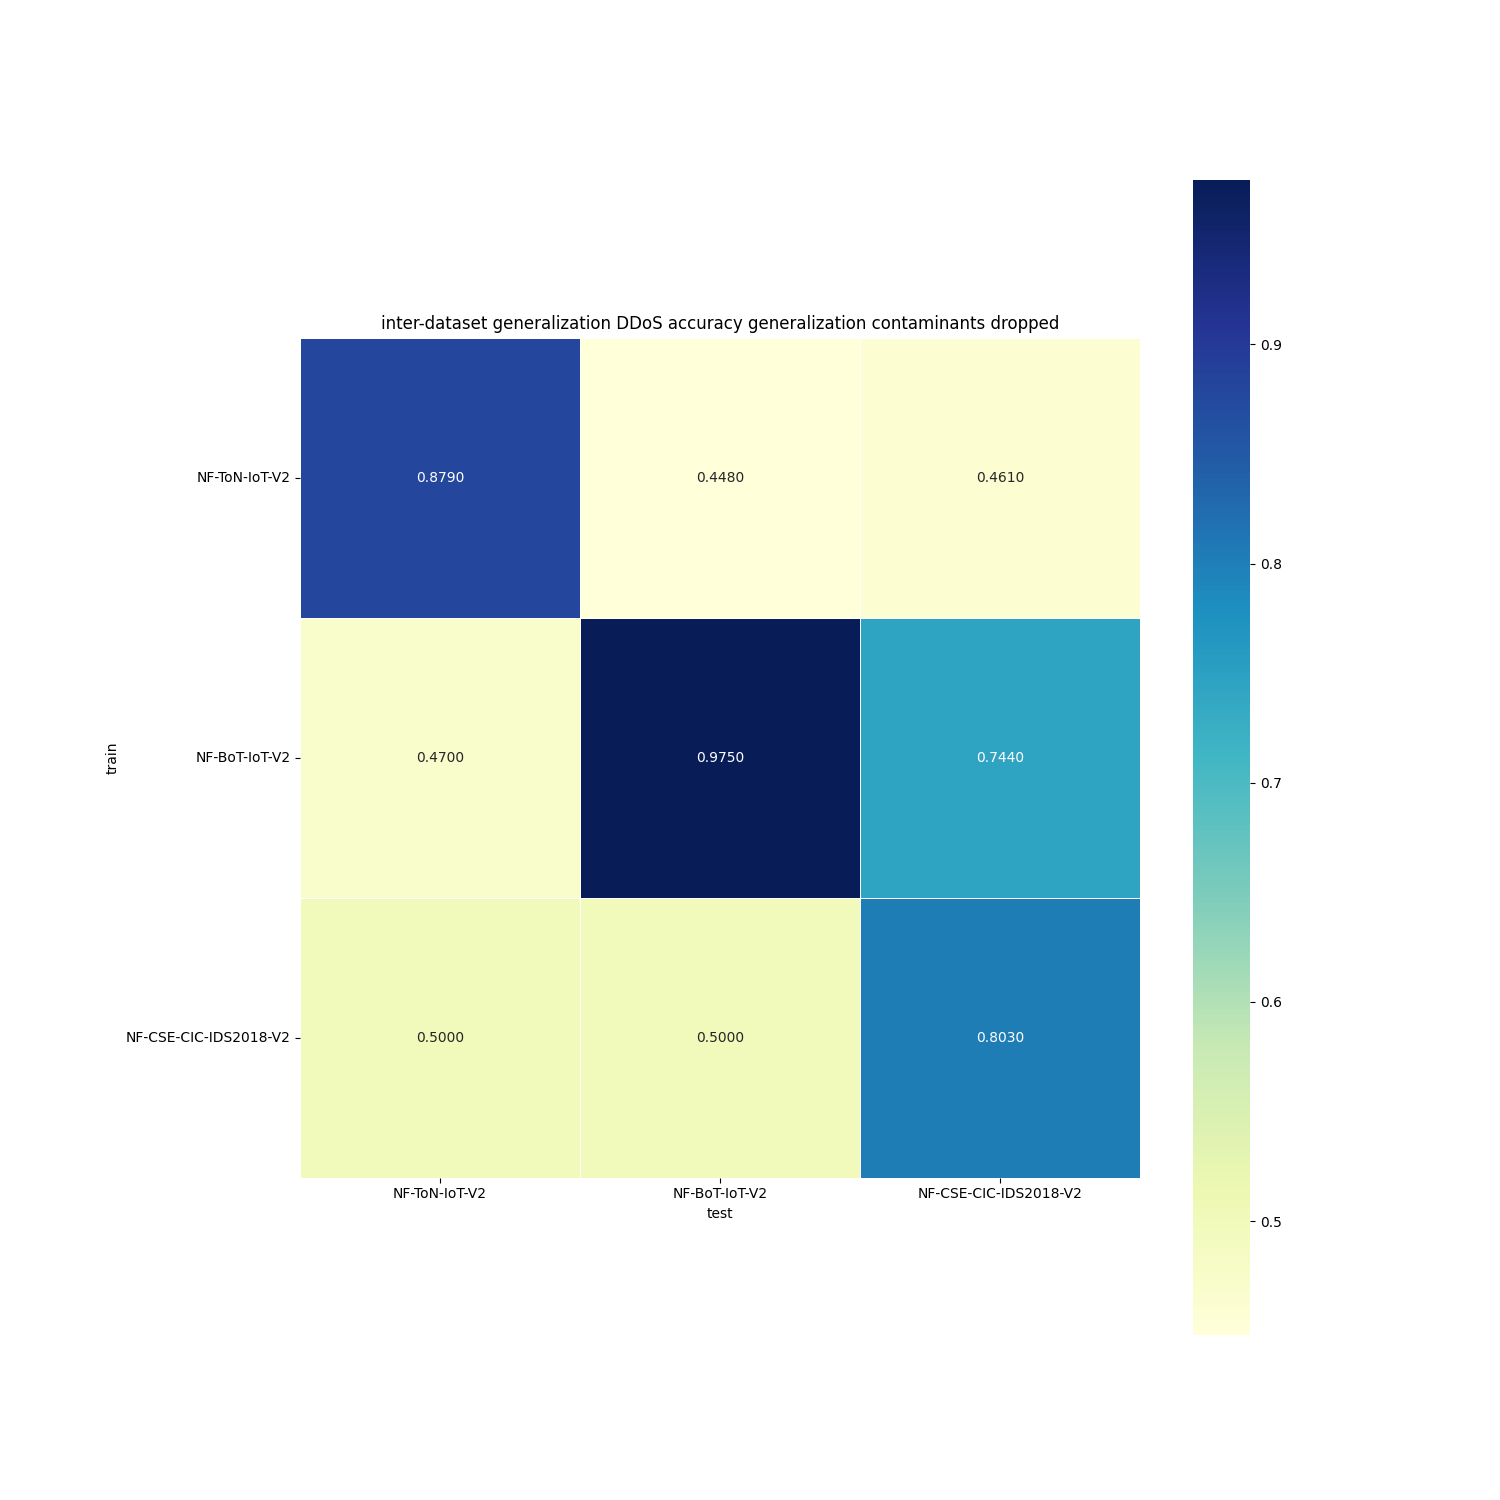 inter-dataset generalization DDoS accuracy generalization contaminants dropped
NF-ToN-IoT-V2
0.8790 0.4480 0.4610
train
NF-BoT-IoT-V2
0.4700 0.9750 0.7440
NF-CSE-CIC-IDS2018-V2
0.5000 0.5000 0.8030
NF-ToN-IoT-V2 NF-BoT-IoT-V2 NF-CSE-CIC-IDS2018-V2
test
0.9
0.8
0.7
0.6
0.5